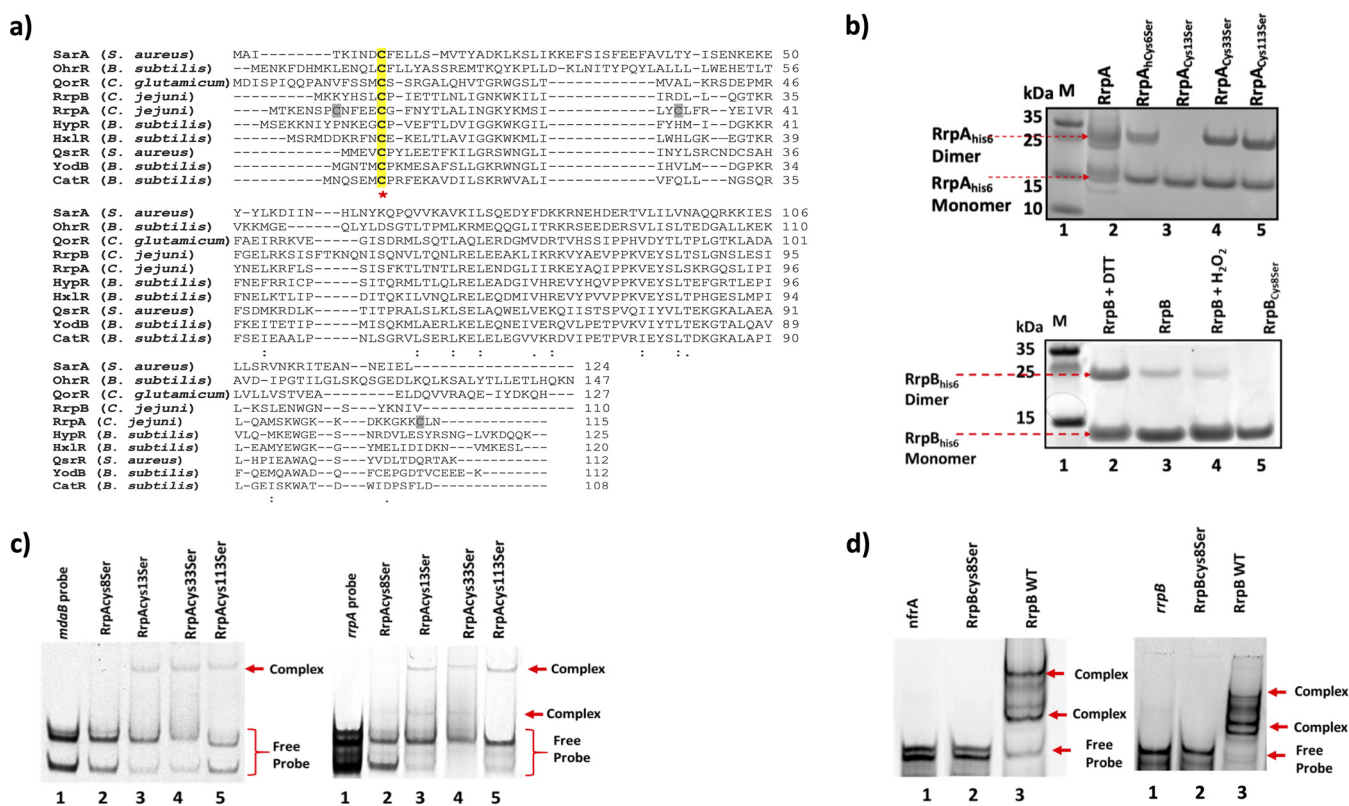 a)
SarA (S. aureus) MAI------TKINDCFELLS-MVTYADKLKSLIKKEFSISFEEFAVLTY-ISENKEKE 50
OhrR (B. subtilis) -----MENKFDHMKLENQLCFLLYASSREMTKQYKPLLD-KLNITYPQYLALLL-LWEHETLT 56
QorR (C. glutamicum) MDISPIQQPANVFSSMCS-SRGALQHVTGRGWSLT---------MVAL-EEKSRSDEPMR 49
RrpB (C. jejuni) --------MKKYHSLCP-IETTLNLIGNKWKILI---------IRDL-L--QGTKR 35
RrpA (C. jejuni) ------MTKENSPCNFEECG-FNYTLALINGKYKMSI---------LYCLFR-YEIVR 41
HypR (B. subtilis) ----MSEKKNIYPNKEGCP-VEFTLDVIGGKWKGIL---------FYHM-D-GKKR 41
HxlR (B. subtilis) ------MSRMDDKRFNCE-KELTLAVIGGKWKMLI---------LWHLGK-EGTKR 39
QsrR (S. aureus) ----------MMEVCPYLEETFKILGRSWNGLI---------INYLSRCNDCSAH 36
YodB (B. subtilis) --------MGNTMCPKMESAFSLLGKRWNGLI---------IHVLM-DGPKR 35
CatR (B. subtilis) -------MNQSEMCPRFEKAVDILSKRWVALI---------VFQLL--NGSQR 35
*
SarA (S. aureus) Y-YLKDIIN---HLNYKQPQVVKAVKILSQEDYFDKKRNEHDERTVLILVNAQQRKKIES 106
OhrR (B. subtilis) VKKMGE------QLYLDSGTLTPMLKKMEQQGLITRKRSEEDERSVLISLTEDGALLKEK 110
QorR (C. glutamicum) FAEIRRKVE----GISDRMLSQTLAQLERDGMVDRTVHSSIPPHVDYTLTPLGTKLADA 101
RrpB (C. jejuni) FGELRKSISFTKNQNISQNVLTQNLRELEEAKLIKRVAYAEVPPRVEYSLTDLGNSLEPI 95
RrpA (C. jejuni) YNELKRFLS-----SISFKTLTNTLRELENDGLIIRKEYAQIPPKVEYSLSKRGQSLIPI 96
HypR (B. subtilis) FNEFRRICP-----SITQRMLTLQLRELEADGIVHREVYHQVPPKVEYSLTEFGRTLEPI 96
HxlR (B. subtilis) FNELKTLIP-----DITQKILVNQLRELEQDMIVHREVYPVVPPKVEYSLTPHGESLMPI 94
QsrR (S. aureus) FSDMKRDLK-----TITPRALSLKLSELAQWELVEKQIISTSPVQIIYVLTEKGKALAEA 91
YodB (B. subtilis) FKEITETIP-----MISQKMLAERLKELEQNEIVERQVLPETPVKVIYTLTEKGTALQAV 89
CatR (B. subtilis) FSEIEAALP-----NLSGRVLSERLKELELEGVVKRDVIPETPVRIEYSLTDKGKALAPI 90
: : : . : : :.
SarA (S. aureus) LLSRVNKRITEAN--NEIEL------------- 124
OhrR (B. subtilis) AVD-IPGTILGLSKQSGEDLKQLKSALYTLLETLHQKN 147
QorR (C. glutamicum) LLVLLSTVEA-------ELDQVVRAQE-IYDKQH--- 127
RrpB (C. jejuni) L-KSLENWGN--S---YKNIV--------------- 110
RrpA (C. jejuni) L-QAMSKWGK---K---DKKGKKCLN---------- 115
HypR (B. subtilis) VLQ-MKEWGE---S---NRDVLESYRSNG-LVKDQQK-- 125
HxlR (B. subtilis) L-EAMYEWGK---G---YMELIDIDKN--VMKESL---- 120
QsrR (S. aureus) L-HPIEAWAQ---S---YVDLTDQRTAK----------- 112
YodB (B. subtilis) F-QEMQAWAD---Q---FCEPGDTVCEEEK--------- 112
CatR (B. subtilis) L-GEISKWAT---D---WIDPSFLD-------------- 108
: .
b)
kDa M RrpA RrpAhCys6Ser RrpACys13Ser RrpACys33Ser RrpACys113Ser
35
25
15
10
RrpAhis6 Dimer
RrpAhis6 Monomer
1 2 3 4 5
kDa M RrpB + DTT RrpB RrpB + H2O2 RrpBCys8Ser
35
25
15
RrpBhis6 Dimer
RrpBhis6 Monomer
1 2 3 4 5
c)
mdaB probe RrpAcys8Ser RrpAcys13Ser RrpAcys33Ser RrpAcys113Ser
Complex
Free Probe
1 2 3 4 5
rrpA probe RrpAcys8Ser RrpAcys13Ser RrpAcys33Ser RrpAcys113Ser
Complex
Complex
Free Probe
1 2 3 4 5
d)
nfrA RrpBcys8Ser RrpB WT
Complex
Complex
Free Probe
1 2 3
rrpB RrpBcys8Ser RrpB WT
Complex
Complex
Free Probe
1 2 3